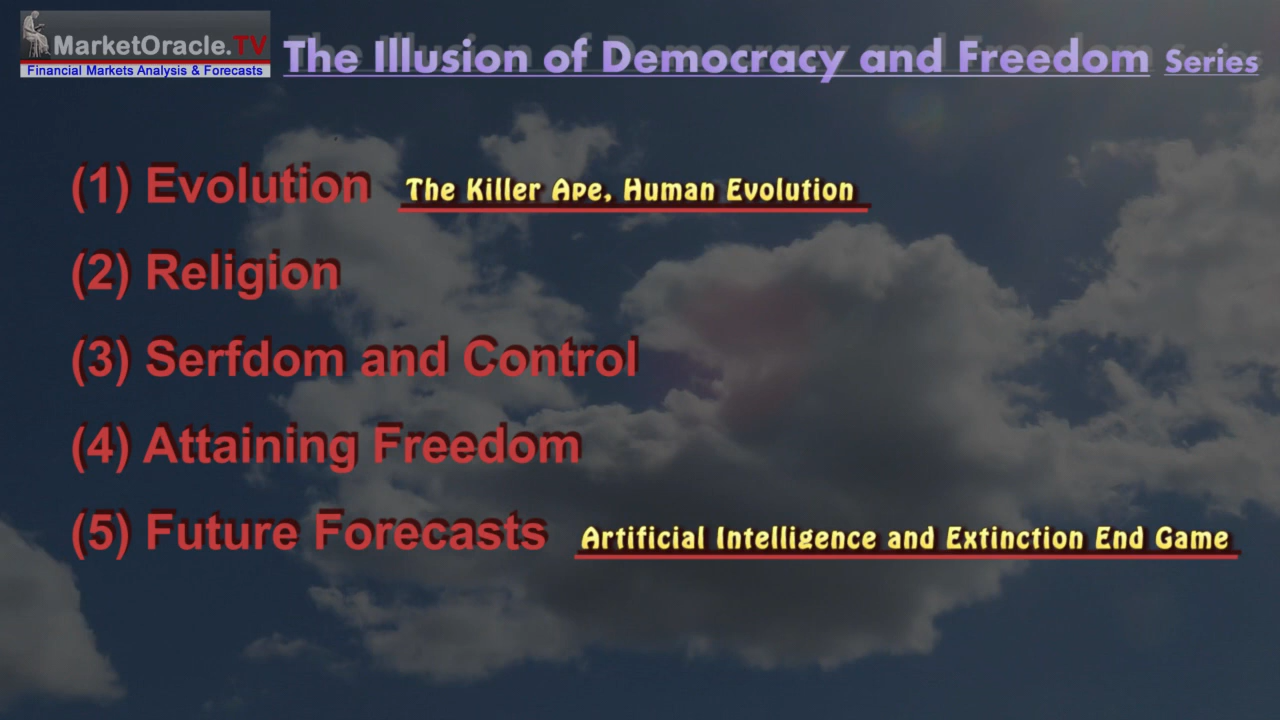 MarketOracle.TV
Financial Markets Analysis & Forecasts
The Illusion of Democracy and Freedom Series
(1) Evolution The Killer Ape, Human Evolution
(2) Religion
(3) Serfdom and Control
(4) Attaining Freedom
(5) Future Forecasts Artificial Intelligence and Extinction End Game